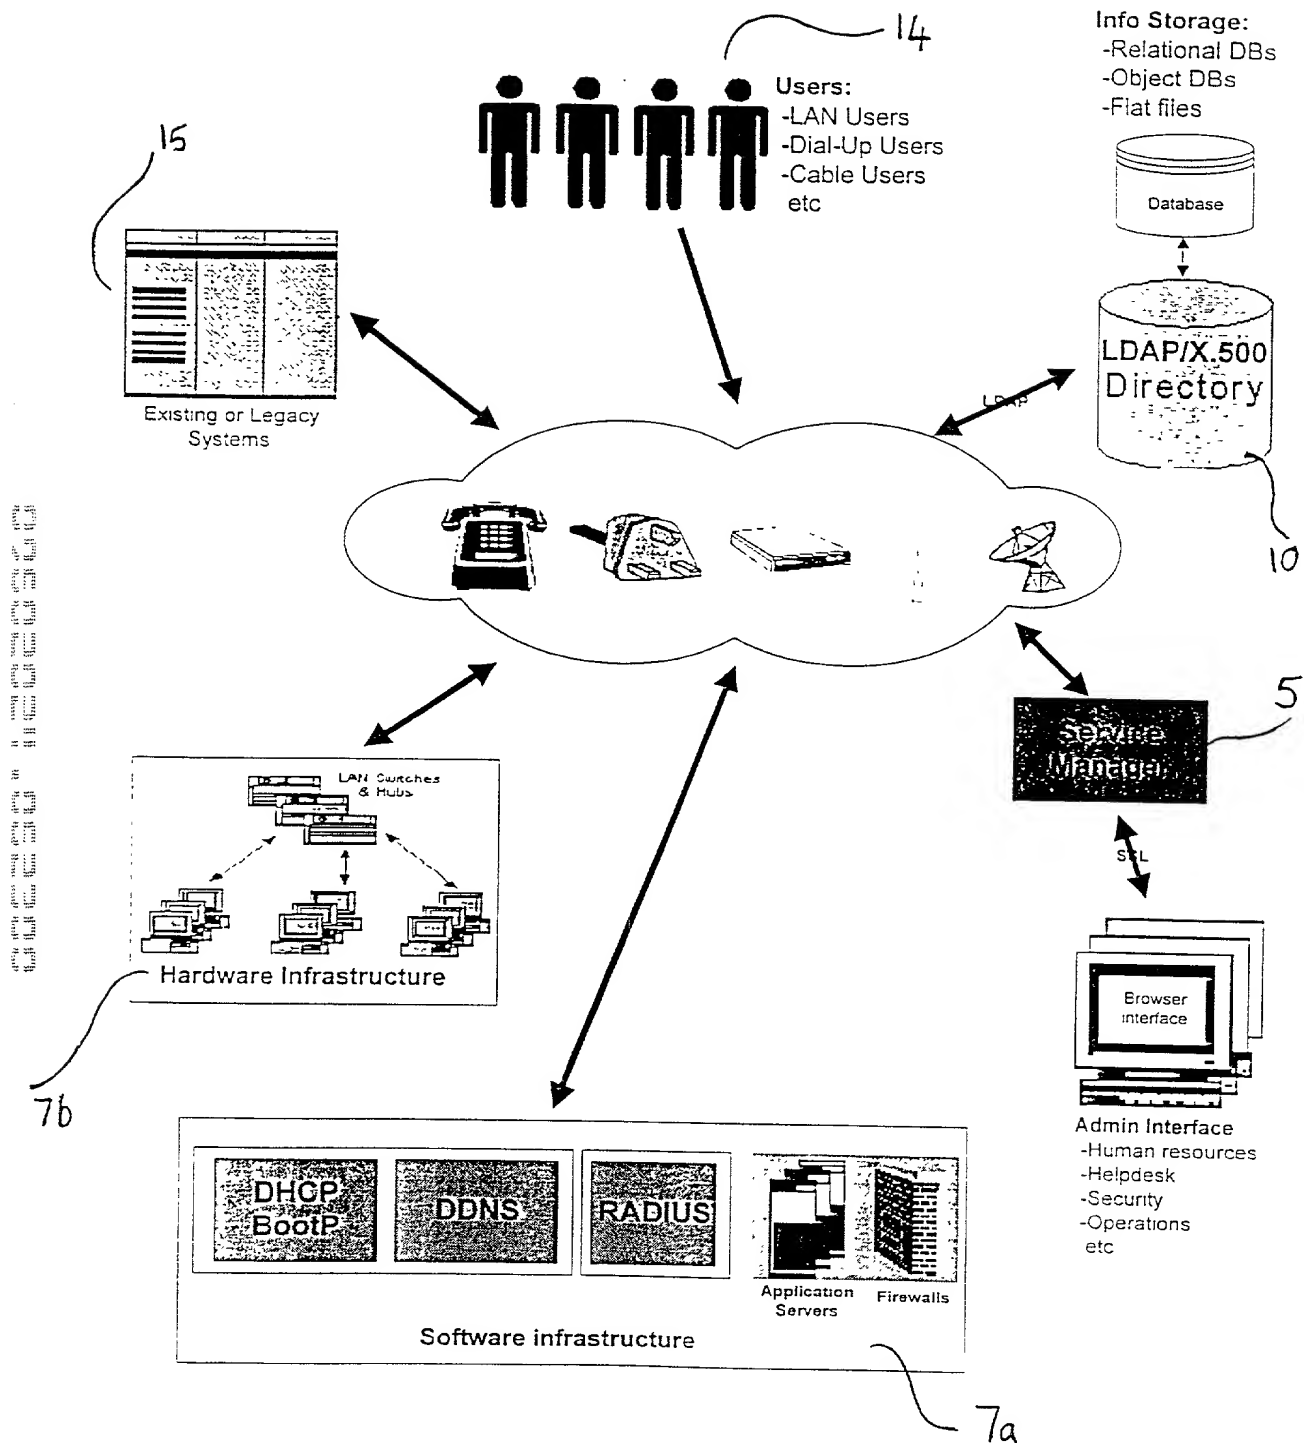 14
Info Storage:
-Relational DBs
-Object DBs
-Flat files
Users:
-LAN Users
-Dial-Up Users
-Cable Users
etc
15
Database
Existing or Legacy
Systems
LDAP/X.500
Directory
LDAP
10
5
Service
Manager
SSL
LAN Switches
& Hubs
Hardware Infrastructure
7b
Browser
interface
Admin Interface
-Human resources
-Helpdesk
-Security
-Operations
etc
DHCP
BootP
DDNS
RADIUS
Application
Servers
Firewalls
Software infrastructure
7a